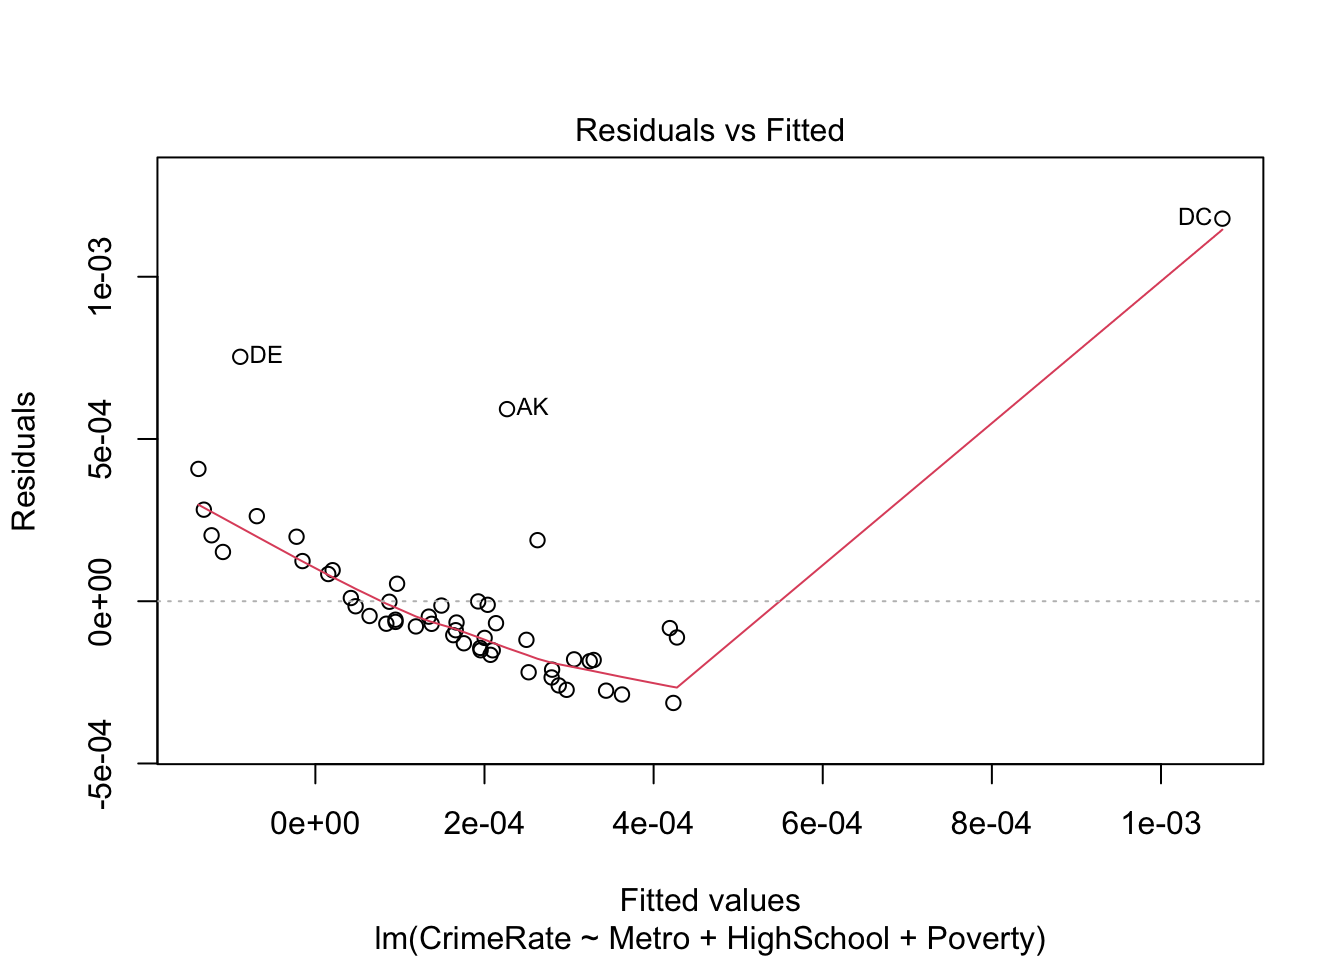 Residuals vs Fitted
Residuals
1e-03
5e-04
0e+00
-5e-04
DC
DE
AK
0e+00 2e-04 4e-04 6e-04 8e-04 1e-03
Fitted values
lm(CrimeRate ~ Metro + HighSchool + Poverty)